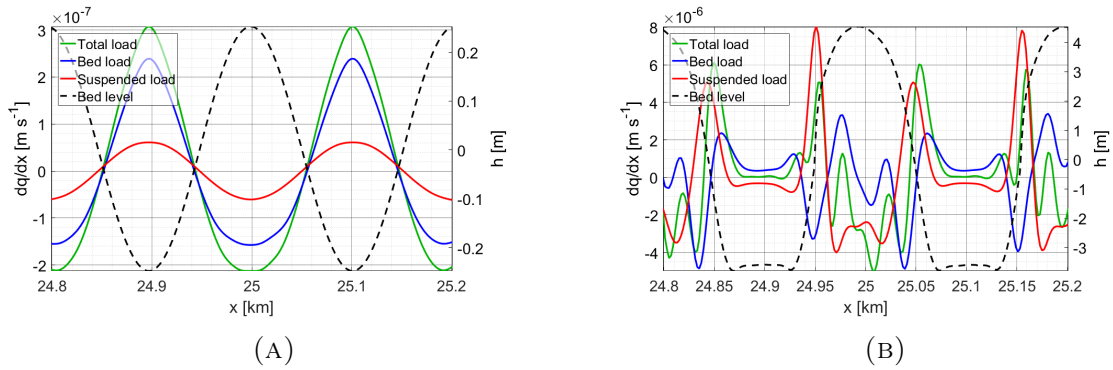 ×10⁻⁷
3
2
1
0
-1
-2
dq/dx [m s⁻¹]
Total load
Bed load
Suspended load
Bed level
0.2
0.1
0
-0.1
-0.2
h [m]
24.8 24.9 25 25.1 25.2
x [km]
(A)
×10⁻⁶
8
6
4
2
0
-2
-4
dq/dx [m s⁻¹]
Total load
Bed load
Suspended load
Bed level
4
3
2
1
0
-1
-2
-3
h [m]
24.8 24.85 24.9 24.95 25 25.05 25.1 25.15 25.2
x [km]
(B)